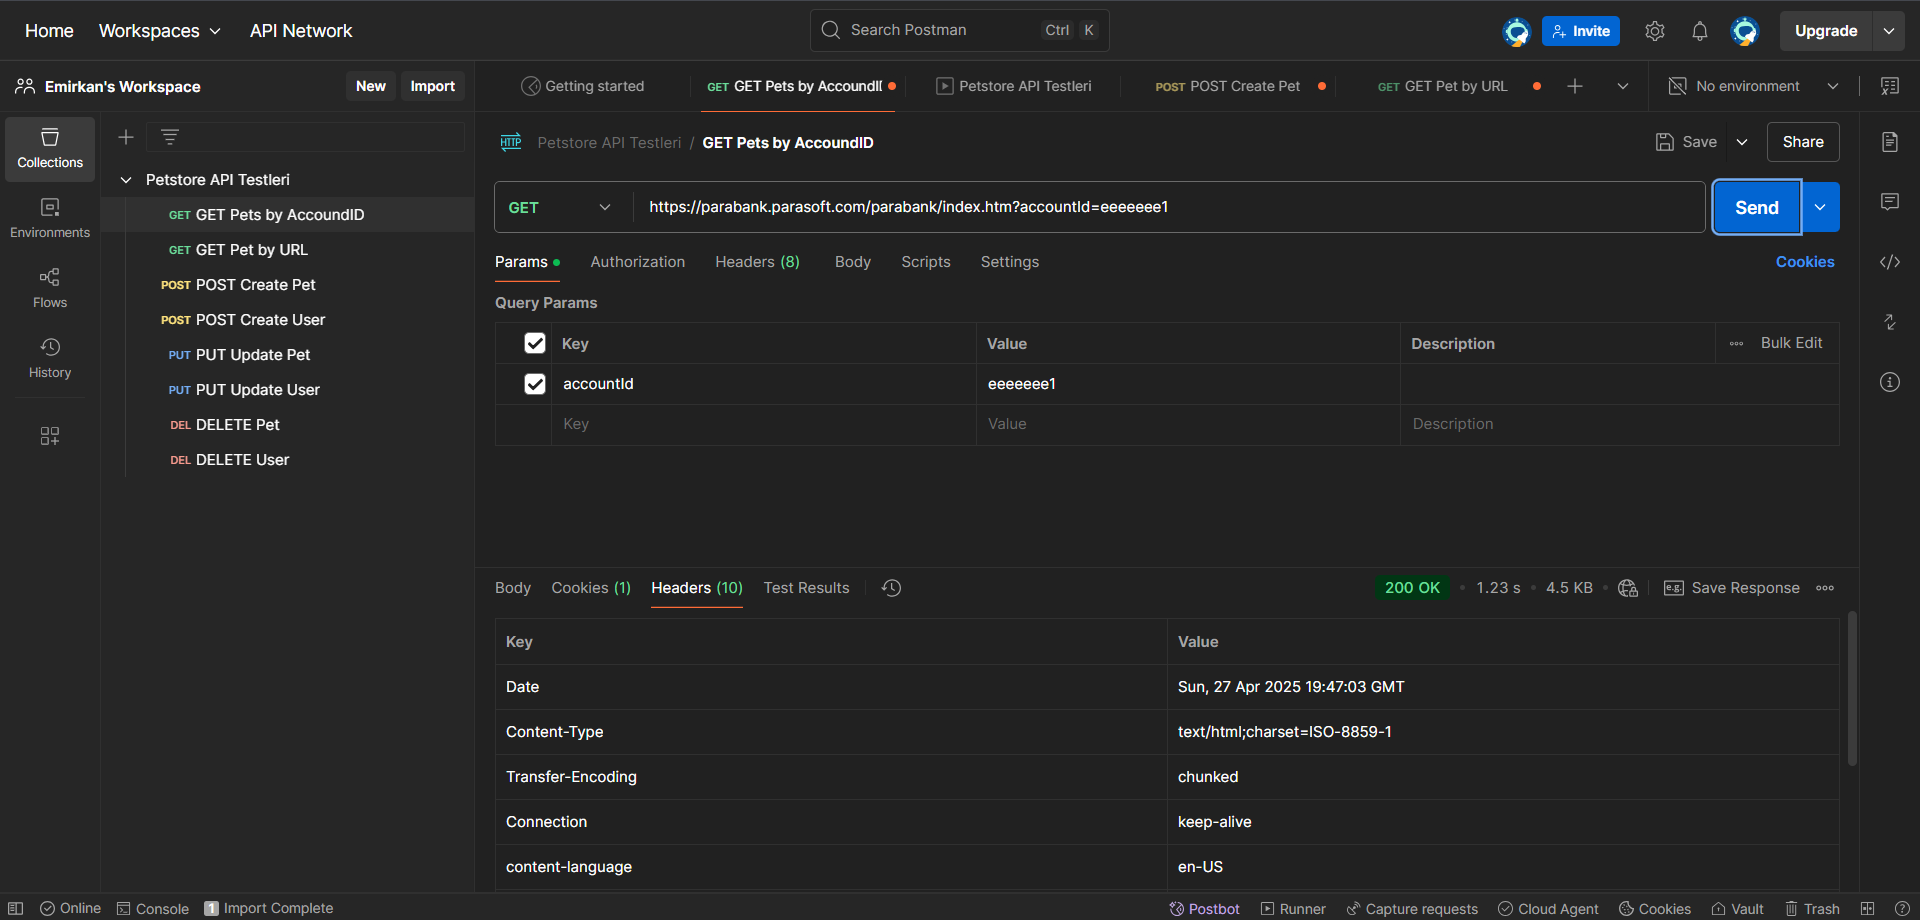 Home Workspaces API Network Search Postman Ctrl K Invite Upgrade
Emirkan's Workspace New Import Getting started GET GET Pets by AccoundI Petstore API Testleri POST POST Create Pet GET GET Pet by URL No environment
Collections
Environments
Flows
History
Petstore API Testleri
GET GET Pets by AccoundID
GET GET Pet by URL
POST POST Create Pet
POST POST Create User
PUT PUT Update Pet
PUT PUT Update User
DEL DELETE Pet
DEL DELETE User
HTTP Petstore API Testleri / GET Pets by AccoundID Save Share
GET https://parabank.parasoft.com/parabank/index.htm?accountId=eeeeeee1 Send
Params Authorization Headers (8) Body Scripts Settings Cookies
Query Params
Key Value Description Bulk Edit
accountId eeeeeee1
Key Value Description
Body Cookies (1) Headers (10) Test Results 200 OK • 1.23 s • 4.5 KB • e.g. Save Response
Key Value
Date Sun, 27 Apr 2025 19:47:03 GMT
Content-Type text/html;charset=ISO-8859-1
Transfer-Encoding chunked
Connection keep-alive
content-language en-US
Online Console 1 Import Complete Postbot Runner Capture requests Cloud Agent Cookies Vault Trash